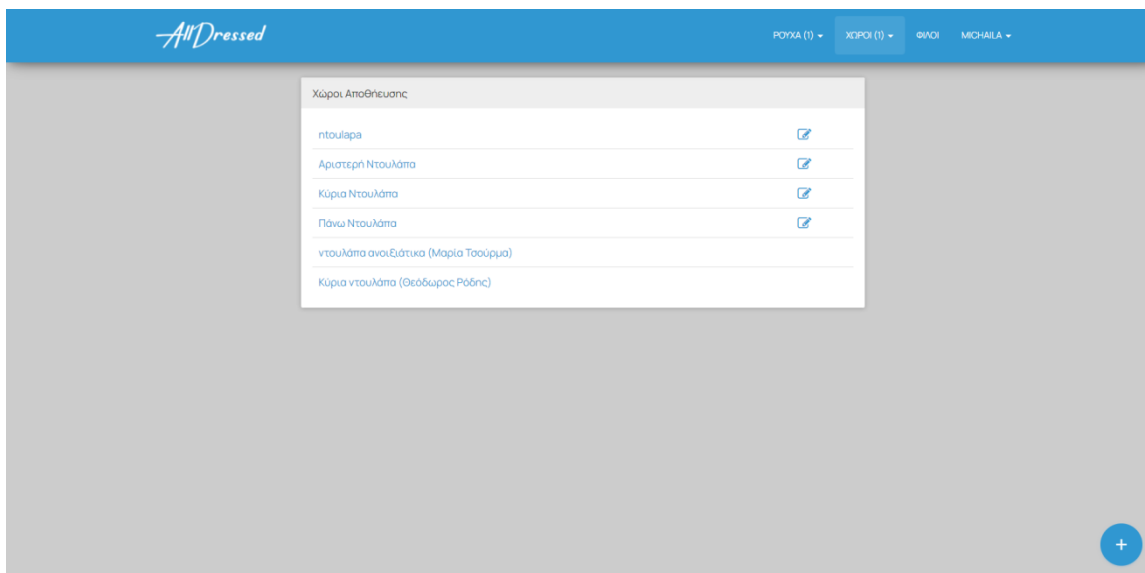 AllDressed
ΡΟΥΧΑ (1) ΧΩΡΟΙ (1) ΦΙΛΟΙ MICHAILA
Χώροι Αποθήευσης
ntoulapa
Αριστερή Ντουλάπα
Κύρια Ντουλάπα
Πάνω Ντουλάπα
ντουλάπα ανοιξιάτικα (Μαρία Τσούρμα)
Κύρια ντουλάπα (Θεόδωρος Ρόδης)
+